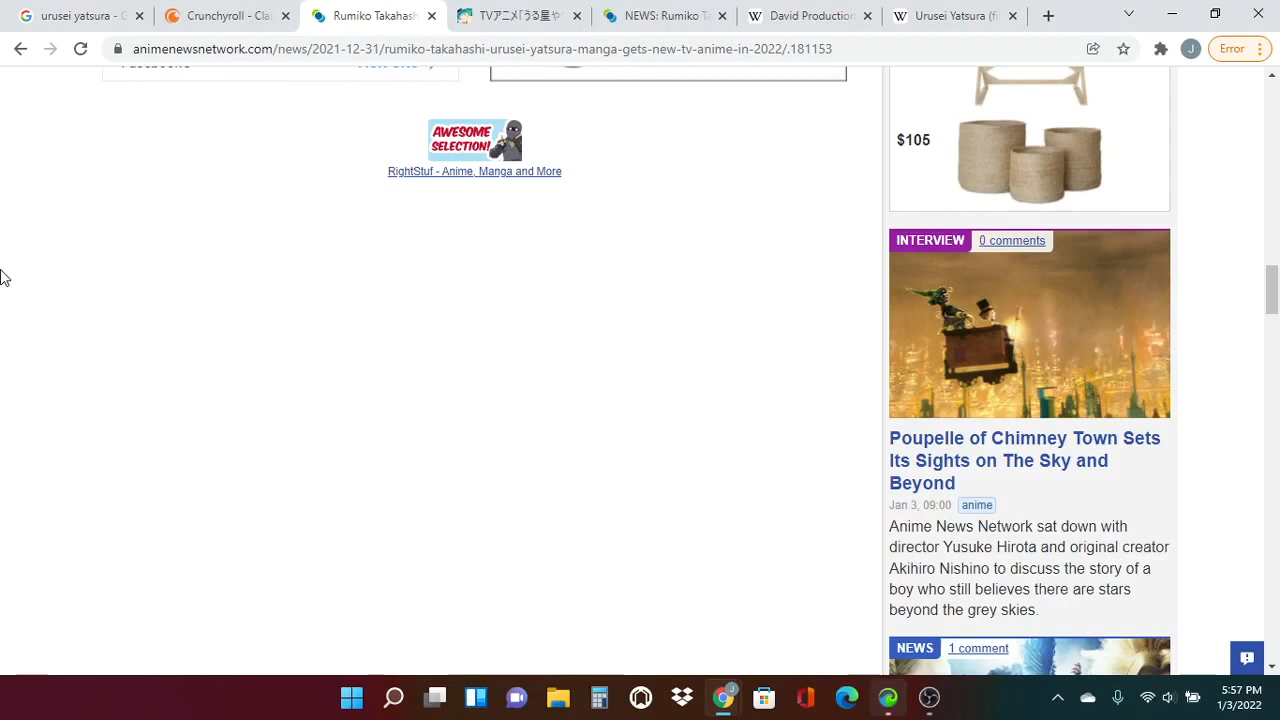 urusei yatsura - G
Crunchyroll - Clas
Rumiko Takahash
TVアニメ『うる星や
NEWS: Rumiko Ta
David Production
Urusei Yatsura (fi
animenewsnetwork.com/news/2021-12-31/rumiko-takahashi-urusei-yatsura-manga-gets-new-tv-anime-in-2022/.181153
J
Error
AWESOME
SELECTION!
RightStuf - Anime, Manga and More
$105
INTERVIEW
0 comments
Poupelle of Chimney Town Sets
Its Sights on The Sky and
Beyond
Jan 3, 09:00 anime
Anime News Network sat down with
director Yusuke Hirota and original creator
Akihiro Nishino to discuss the story of a
boy who still believes there are stars
beyond the grey skies.
NEWS
1 comment
5:57 PM
1/3/2022